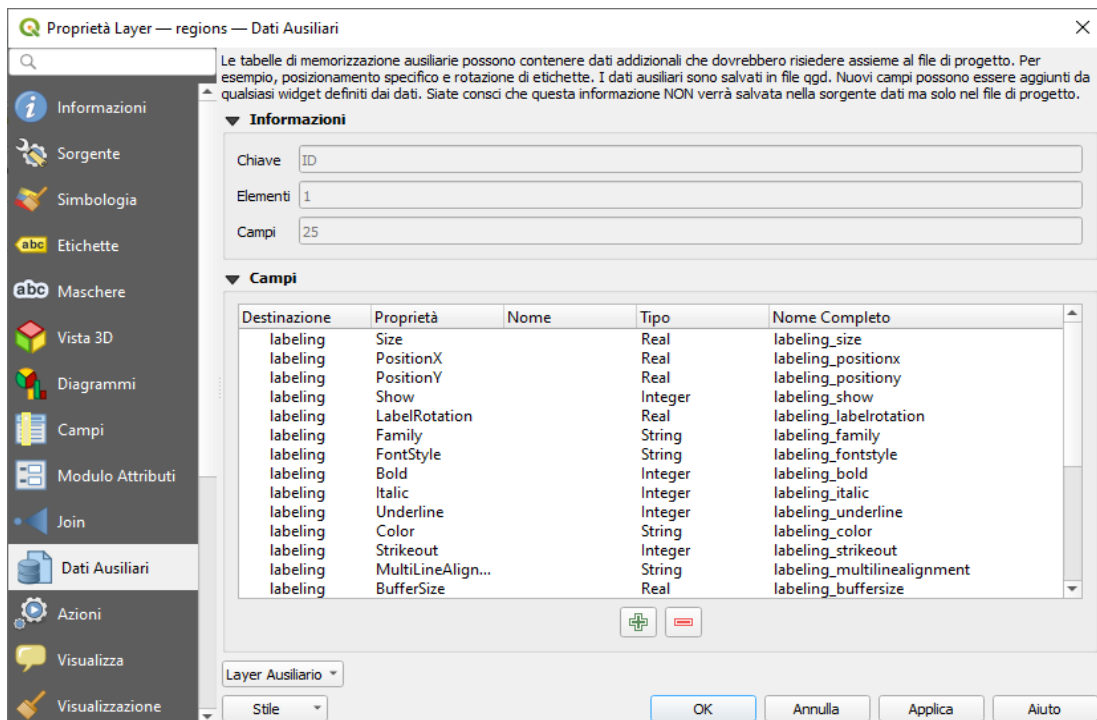 Proprietà Layer — regions — Dati Ausiliari
Informazioni
Sorgente
Simbologia
abc Etichette
abc Maschere
Vista 3D
Diagrammi
Campi
Modulo Attributi
Join
Dati Ausiliari
Azioni
Visualizza
Visualizzazione
Le tabelle di memorizzazione ausiliarie possono contenere dati addizionali che dovrebbero risiedere assieme al file di progetto. Per
esempio, posizionamento specifico e rotazione di etichette. I dati ausiliari sono salvati in file qgd. Nuovi campi possono essere aggiunti da
qualsiasi widget definiti dai dati. Siate consci che questa informazione NON verrà salvata nella sorgente dati ma solo nel file di progetto.
Informazioni
Chiave ID
Elementi 1
Campi 25
Campi
Destinazione Proprietà Nome Tipo Nome Completo
labeling Size Real labeling_size
labeling PositionX Real labeling_positionx
labeling PositionY Real labeling_positiony
labeling Show Integer labeling_show
labeling LabelRotation Real labeling_labelrotation
labeling Family String labeling_family
labeling FontStyle String labeling_fontstyle
labeling Bold Integer labeling_bold
labeling Italic Integer labeling_italic
labeling Underline Integer labeling_underline
labeling Color String labeling_color
labeling Strikeout Integer labeling_strikeout
labeling MultiLineAlign... String labeling_multilinealignment
labeling BufferSize Real labeling_buffersize
Layer Ausiliario
Stile OK Annulla Applica Aiuto